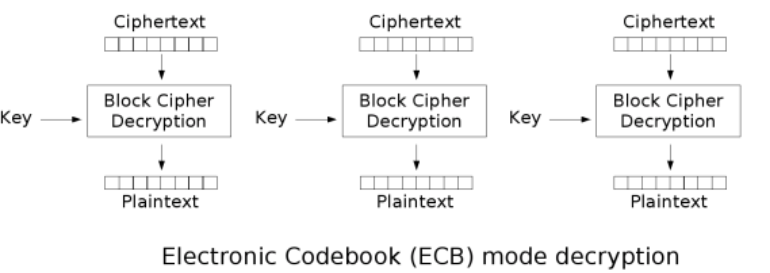 Ciphertext Ciphertext Ciphertext
Key Block Cipher Decryption Key Block Cipher Decryption Key Block Cipher Decryption
Plaintext Plaintext Plaintext
Electronic Codebook (ECB) mode decryption